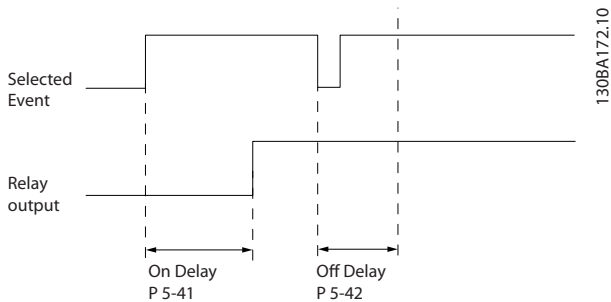 130BA172.10
Selected
Event
Relay
output
On Delay
P 5-41
Off Delay
P 5-42